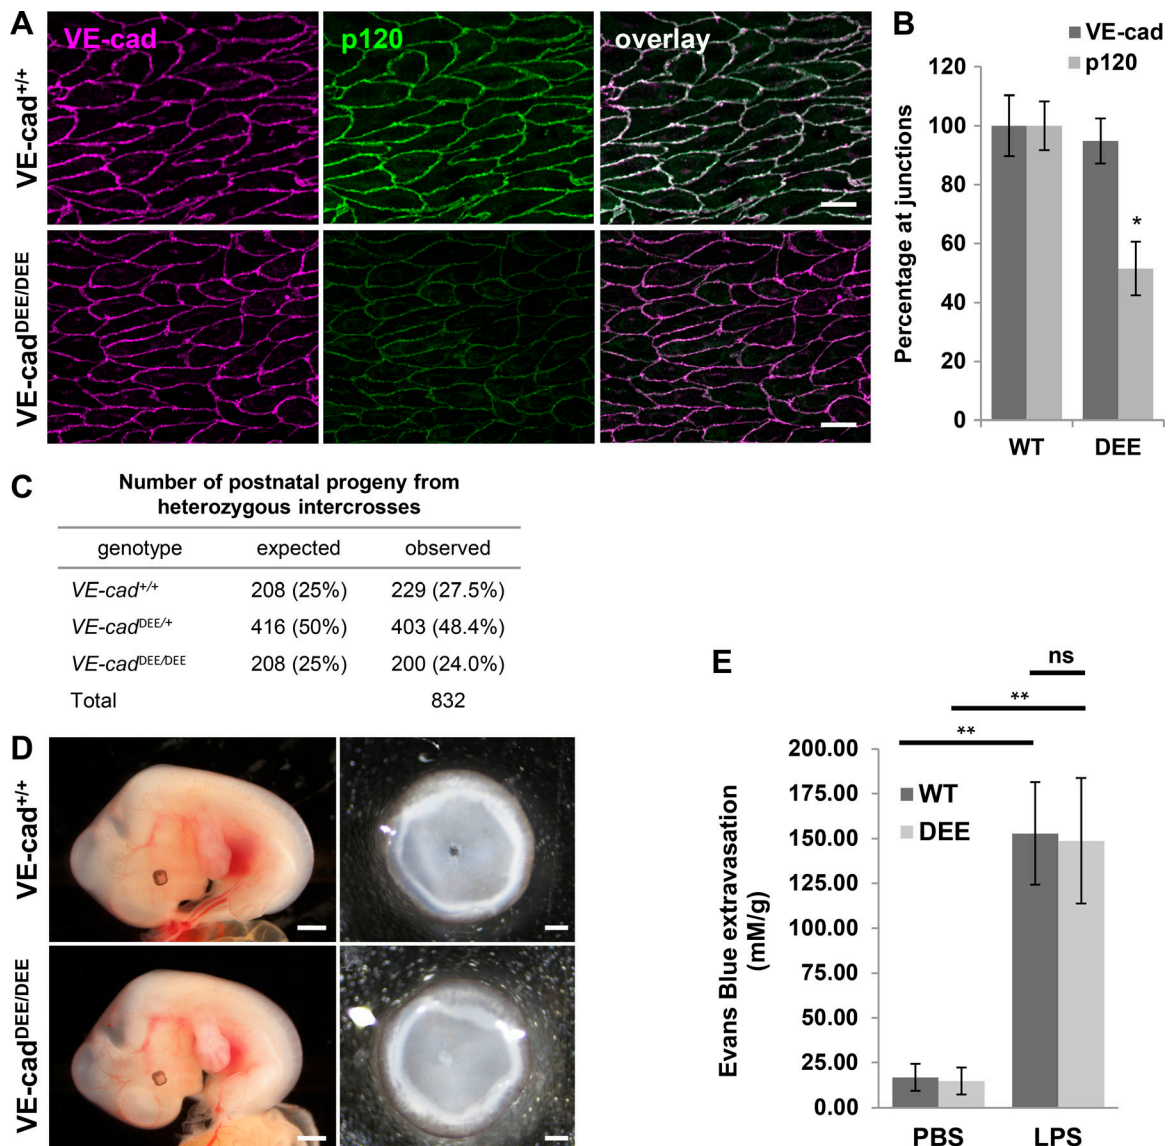 A
VE-cad
p120
overlay
VE-cad+/+
VE-cadDEE/DEE
B
VE-cad
p120
Percentage at junctions
120
100
80
60
40
20
0
*
WT
DEE
C
Number of postnatal progeny from
heterozygous intercrosses
genotype expected observed
VE-cad+/+ 208 (25%) 229 (27.5%)
VE-cadDEE/+ 416 (50%) 403 (48.4%)
VE-cadDEE/DEE 208 (25%) 200 (24.0%)
Total 832
D
VE-cad+/+
VE-cadDEE/DEE
E
ns
**
**
WT
DEE
Evans Blue extravasation
(mM/g)
200.00
175.00
150.00
125.00
100.00
75.00
50.00
25.00
0.00
PBS
LPS